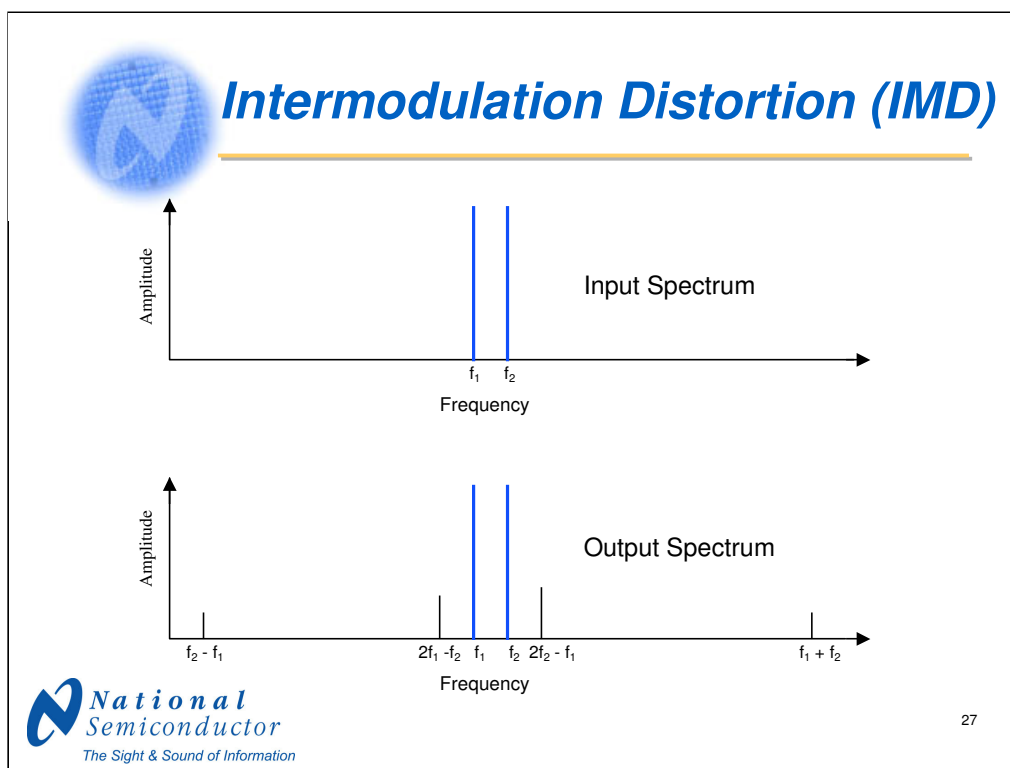 Intermodulation Distortion (IMD)
Amplitude
Input Spectrum
f₁ f₂
Frequency
Amplitude
Output Spectrum
f₂ - f₁ 2f₁ -f₂ f₁ f₂ 2f₂ - f₁ f₁ + f₂
Frequency
National
Semiconductor
The Sight & Sound of Information
27